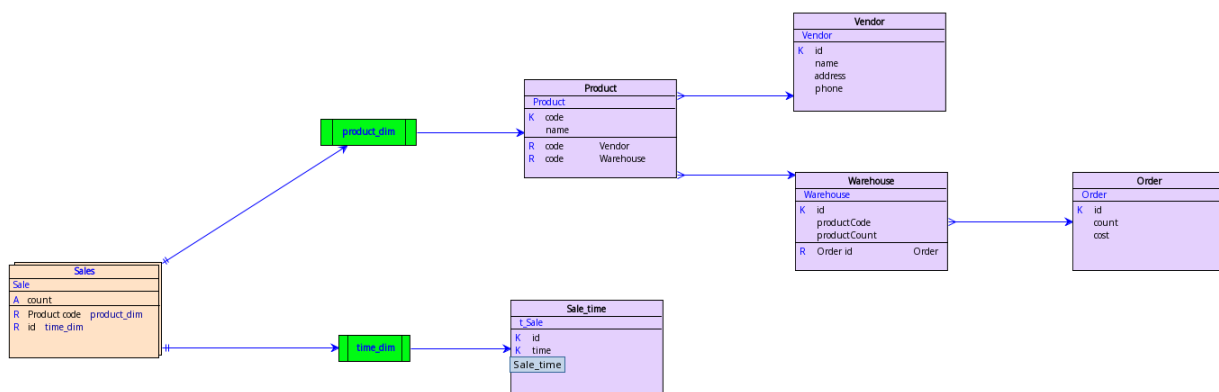 Vendor
Vendor
K id
name
address
phone
Product
Product
K code
name
R code Vendor
R code Warehouse
product_dim
Warehouse
Warehouse
K id
productCode
productCount
R Order id Order
Order
Order
K id
count
cost
Sales
Sale
A count
R Product code product_dim
R id time_dim
time_dim
Sale_time
t_Sale
K id
K time
Sale_time